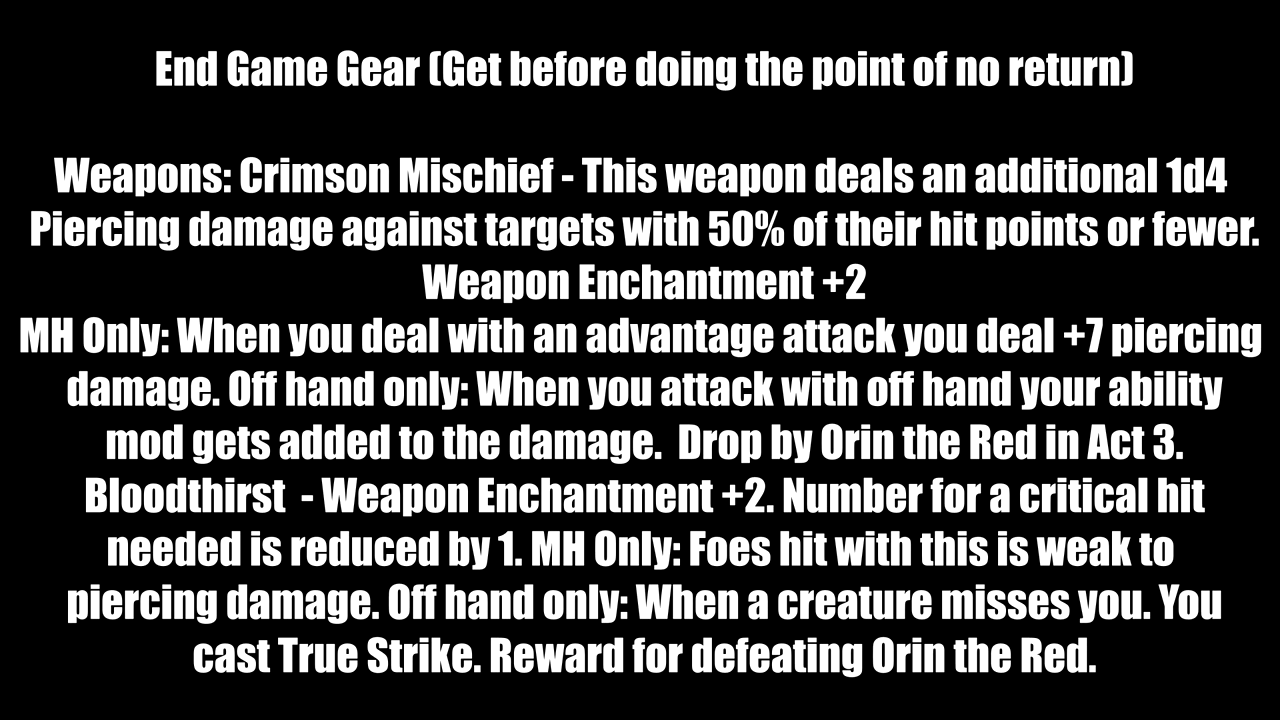 End Game Gear (Get before doing the point of no return)
Weapons: Crimson Mischief - This weapon deals an additional 1d4
Piercing damage against targets with 50% of their hit points or fewer.
Weapon Enchantment +2
MH Only: When you deal with an advantage attack you deal +7 piercing
damage. Off hand only: When you attack with off hand your ability
mod gets added to the damage.  Drop by Orin the Red in Act 3.
Bloodthirst  - Weapon Enchantment +2. Number for a critical hit
needed is reduced by 1. MH Only: Foes hit with this is weak to
piercing damage. Off hand only: When a creature misses you. You
cast True Strike. Reward for defeating Orin the Red.